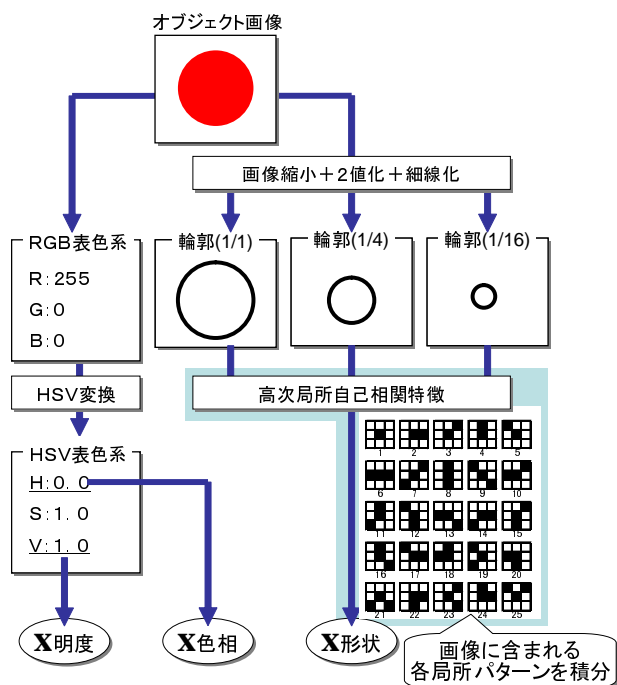 オブジェクト画像
画像縮小＋２値化＋細線化
RGB表色系
R：255
G：0
B：0
輪郭(1/1)
輪郭(1/4)
輪郭(1/16)
HSV変換
高次局所自己相関特徴
HSV表色系
H：0．0
S：1．0
V：1．0
1 2 3 4 5
6 7 8 9 10
11 12 13 14 15
16 17 18 19 20
21 22 23 24 25
X明度
X色相
X形状
画像に含まれる
各局所パターンを積分